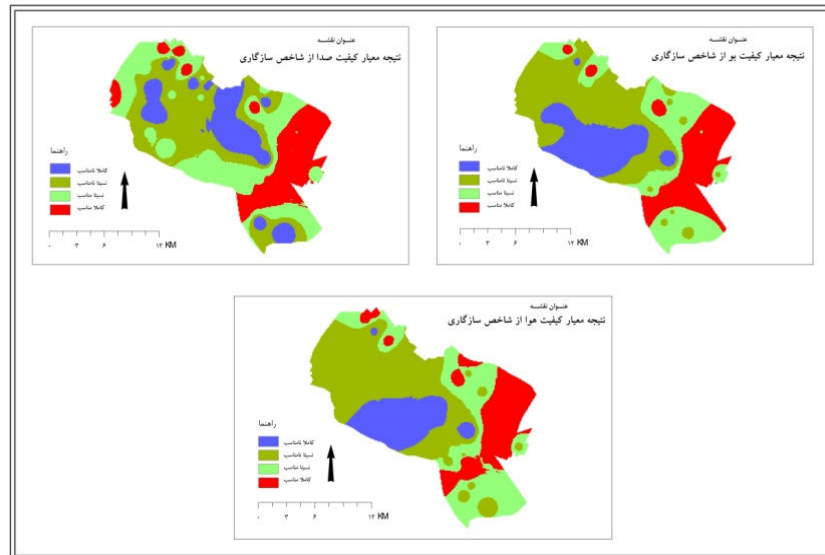 عنوان نقشه
نتیجه معیار کیفیت صدا از شاخص سازگاری
راهنما
کاملا نامناسب
نسبتا نامناسب
نسبتا مناسب
کاملا مناسب
۰ ۳ ۶ ۱۲ KM
عنوان نقشه
نتیجه معیار کیفیت بو از شاخص سازگاری
راهنما
کاملا نامناسب
نسبتا نامناسب
نسبتا مناسب
کاملا مناسب
۰ ۳ ۶ ۱۲ KM
عنوان نقشه
نتیجه معیار کیفیت هوا از شاخص سازگاری
راهنما
کاملا نامناسب
نسبتا نامناسب
نسبتا مناسب
کاملا مناسب
۰ ۳ ۶ ۱۲ KM